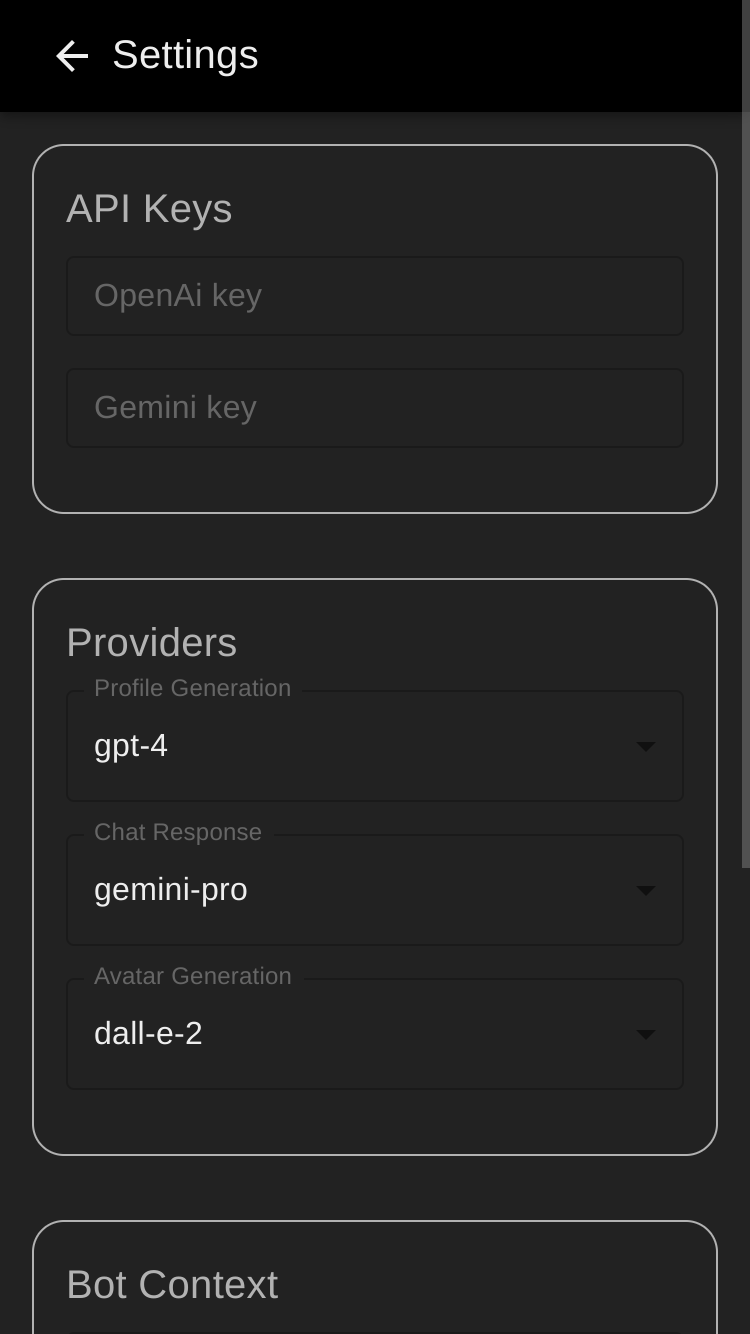 Settings
API Keys
OpenAi key
Gemini key
Providers
Profile Generation
gpt-4
Chat Response
gemini-pro
Avatar Generation
dall-e-2
Bot Context